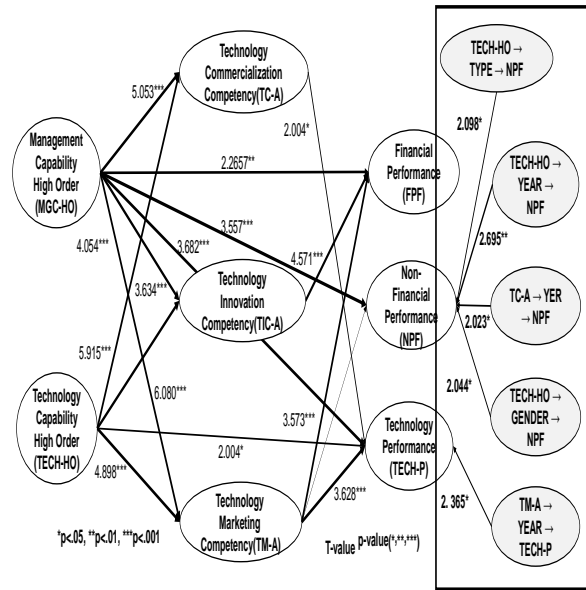 Technology
Commercialization
Competency(TC-A)
TECH-HO →
TYPE → NPF
5.053***
2.004*
2.098*
Management
Capability
High Order
(MGC-HO)
2.2657**
Financial
Performance
(FPF)
TECH-HO →
YEAR →
NPF
3.557***
4.054***
3.682***
4.571***
2.695**
3.634***
Technology
Innovation
Competency(TIC-A)
Non-
Financial
Performance
(NPF)
TC-A → YER
→ NPF
2.023*
5.915***
6.080***
2.044*
Technology
Capability
High Order
(TECH-HO)
3.573***
2.004*
Technology
Performance
(TECH-P)
TECH-HO →
GENDER →
NPF
4.898***
3.628***
2. 365*
Technology
Marketing
Competency(TM-A)
TM-A →
YEAR →
TECH-P
*p<.05, **p<.01, ***p<.001
T-value p-value(*,**,***)